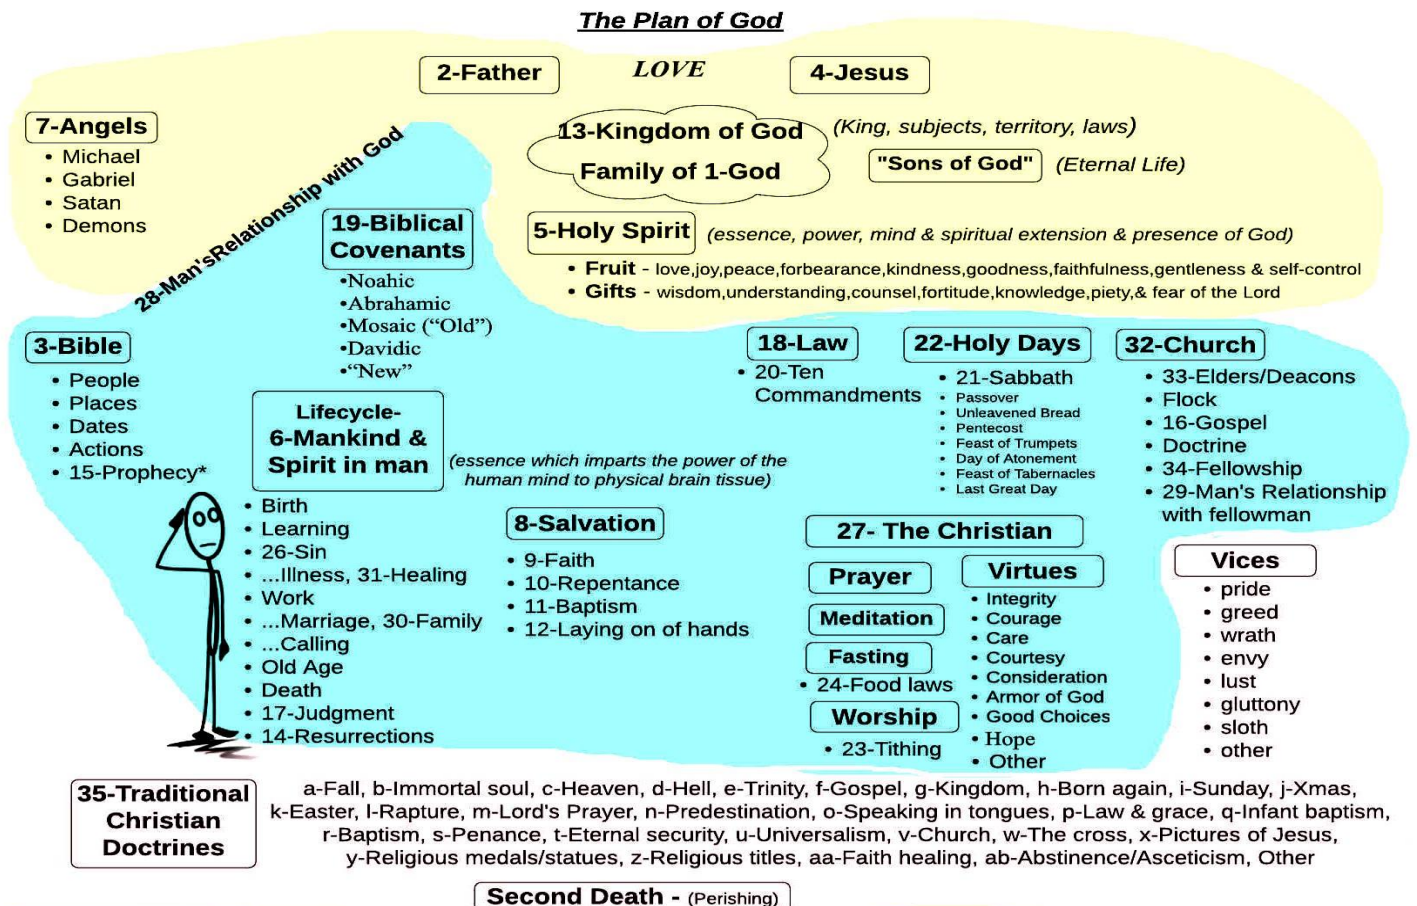 The Plan of God
2-Father
LOVE
4-Jesus
7-Angels
• Michael
• Gabriel
• Satan
• Demons
28-Man'sRelationship with God
13-Kingdom of God
Family of 1-God
(King, subjects, territory, laws)
"Sons of God"
(Eternal Life)
19-Biblical
Covenants
•Noahic
•Abrahamic
•Mosaic (“Old”)
•Davidic
•“New”
5-Holy Spirit
(essence, power, mind & spiritual extension & presence of God)
• Fruit - love,joy,peace,forbearance,kindness,goodness,faithfulness,gentleness & self-control
• Gifts - wisdom,understanding,counsel,fortitude,knowledge,piety,& fear of the Lord
3-Bible
• People
• Places
• Dates
• Actions
• 15-Prophecy*
Lifecycle-
6-Mankind &
Spirit in man
(essence which imparts the power of the
human mind to physical brain tissue)
• Birth
• Learning
• 26-Sin
• ...Illness, 31-Healing
• Work
• ...Marriage, 30-Family
• ...Calling
• Old Age
• Death
• 17-Judgment
• 14-Resurrections
8-Salvation
• 9-Faith
• 10-Repentance
• 11-Baptism
• 12-Laying on of hands
18-Law
• 20-Ten
Commandments
22-Holy Days
• 21-Sabbath
• Passover
• Unleavened Bread
• Pentecost
• Feast of Trumpets
• Day of Atonement
• Feast of Tabernacles
• Last Great Day
32-Church
• 33-Elders/Deacons
• Flock
• 16-Gospel
• Doctrine
• 34-Fellowship
• 29-Man's Relationship
with fellowman
27- The Christian
Prayer
Meditation
Fasting
• 24-Food laws
Worship
• 23-Tithing
Virtues
• Integrity
• Courage
• Care
• Courtesy
• Consideration
• Armor of God
• Good Choices
• Hope
• Other
Vices
• pride
• greed
• wrath
• envy
• lust
• gluttony
• sloth
• other
35-Traditional
Christian
Doctrines
a-Fall, b-Immortal soul, c-Heaven, d-Hell, e-Trinity, f-Gospel, g-Kingdom, h-Born again, i-Sunday, j-Xmas,
k-Easter, l-Rapture, m-Lord's Prayer, n-Predestination, o-Speaking in tongues, p-Law & grace, q-Infant baptism,
r-Baptism, s-Penance, t-Eternal security, u-Universalism, v-Church, w-The cross, x-Pictures of Jesus,
y-Religious medals/statues, z-Religious titles, aa-Faith healing, ab-Abstinence/Asceticism, Other
Second Death - (Perishing)